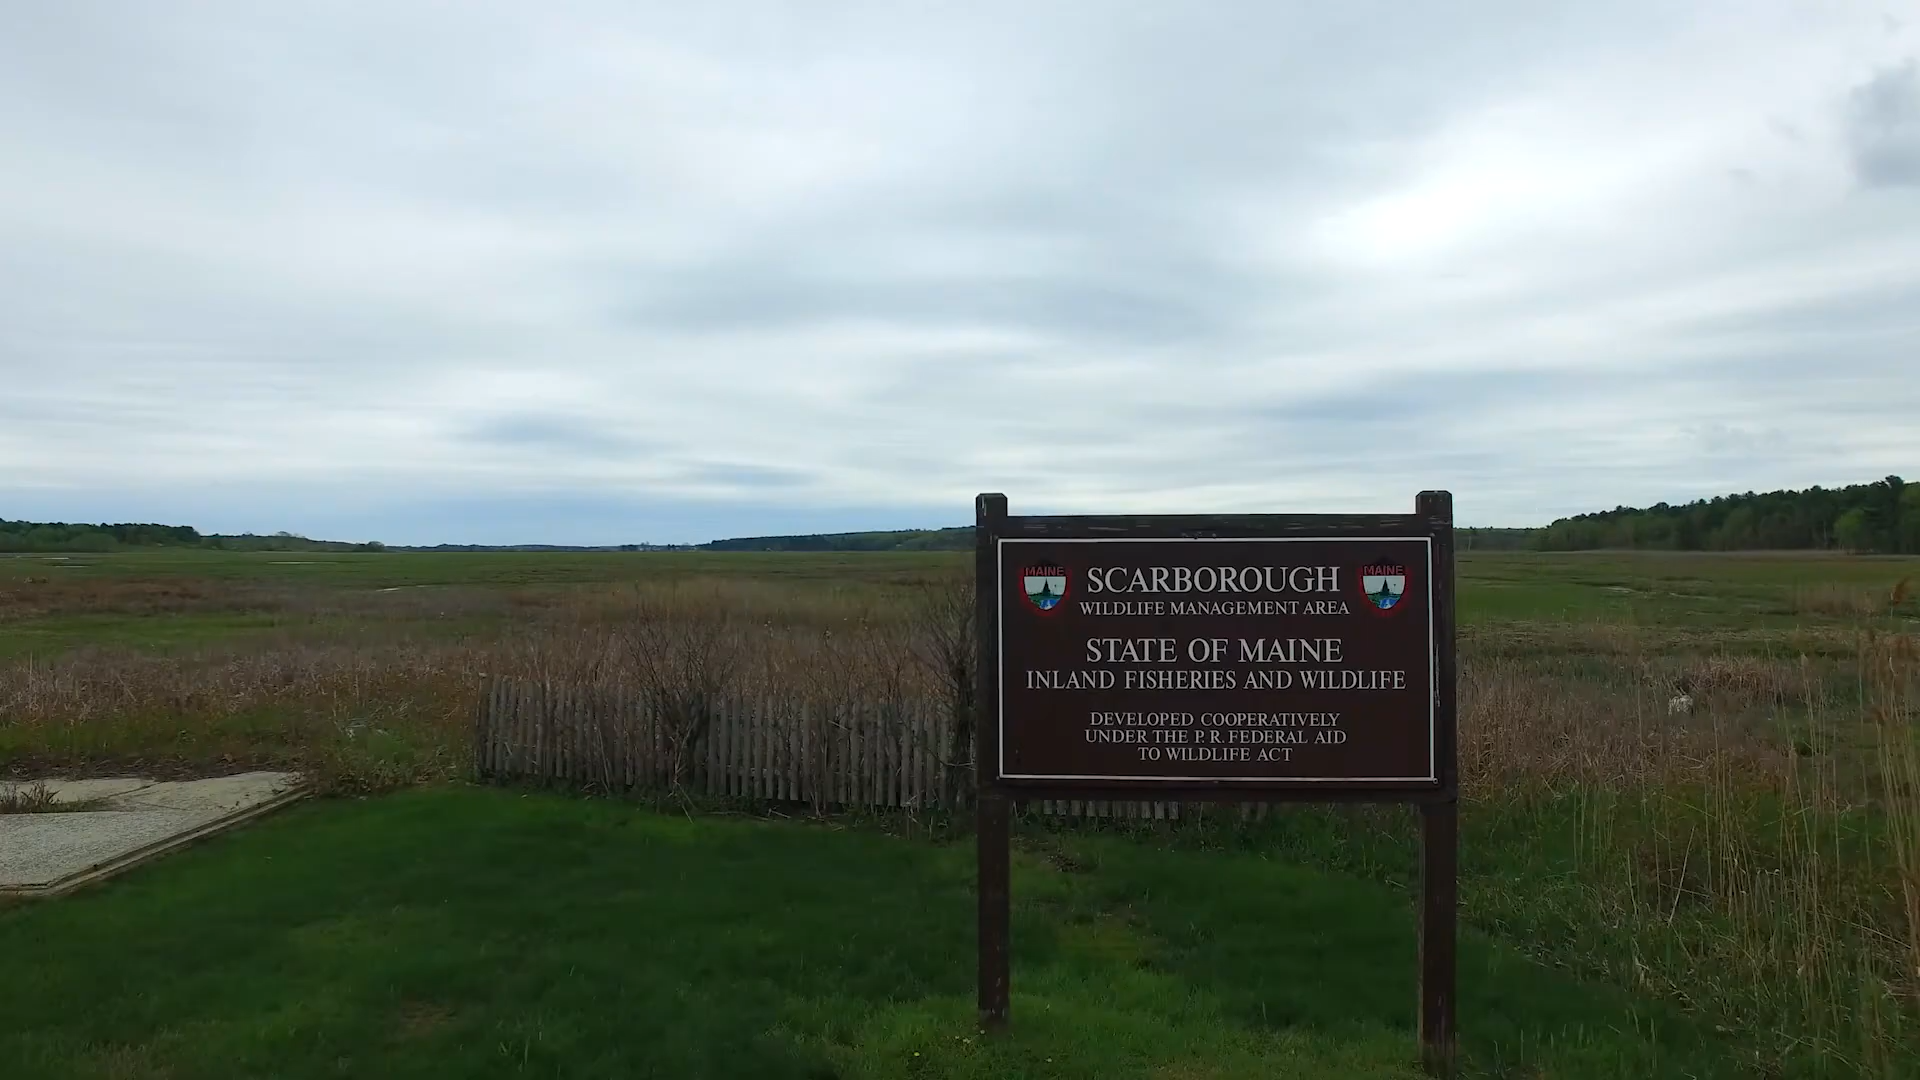 MAINE
MAINE
SCARBOROUGH
WILDLIFE MANAGEMENT AREA
STATE OF MAINE
INLAND FISHERIES AND WILDLIFE
DEVELOPED COOPERATIVELY
UNDER THE P. R. FEDERAL AID
TO WILDLIFE ACT